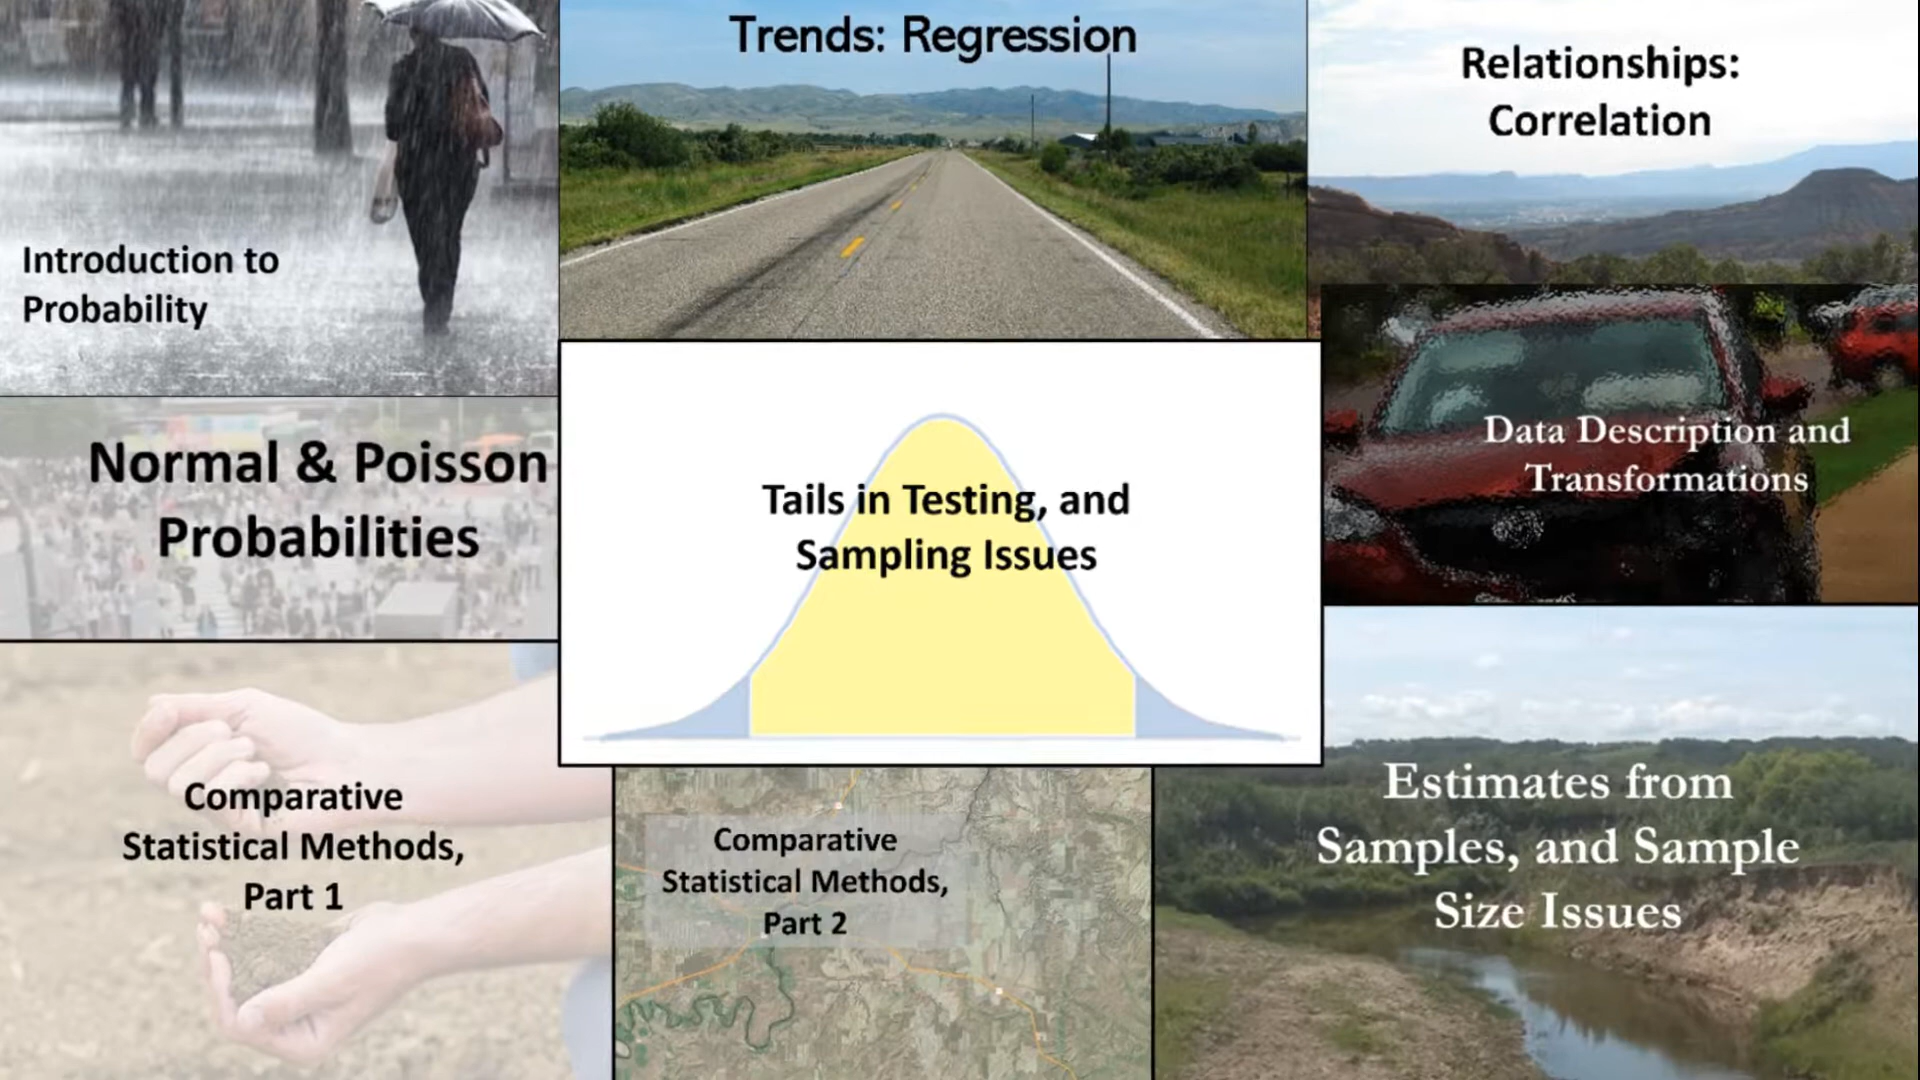 Trends: Regression
Relationships:
Correlation
Introduction to
Probability
Normal & Poisson
Probabilities
Tails in Testing, and
Sampling Issues
Data Description and
Transformations
Comparative
Statistical Methods,
Part 1
Comparative
Statistical Methods,
Part 2
Estimates from
Samples, and Sample
Size Issues